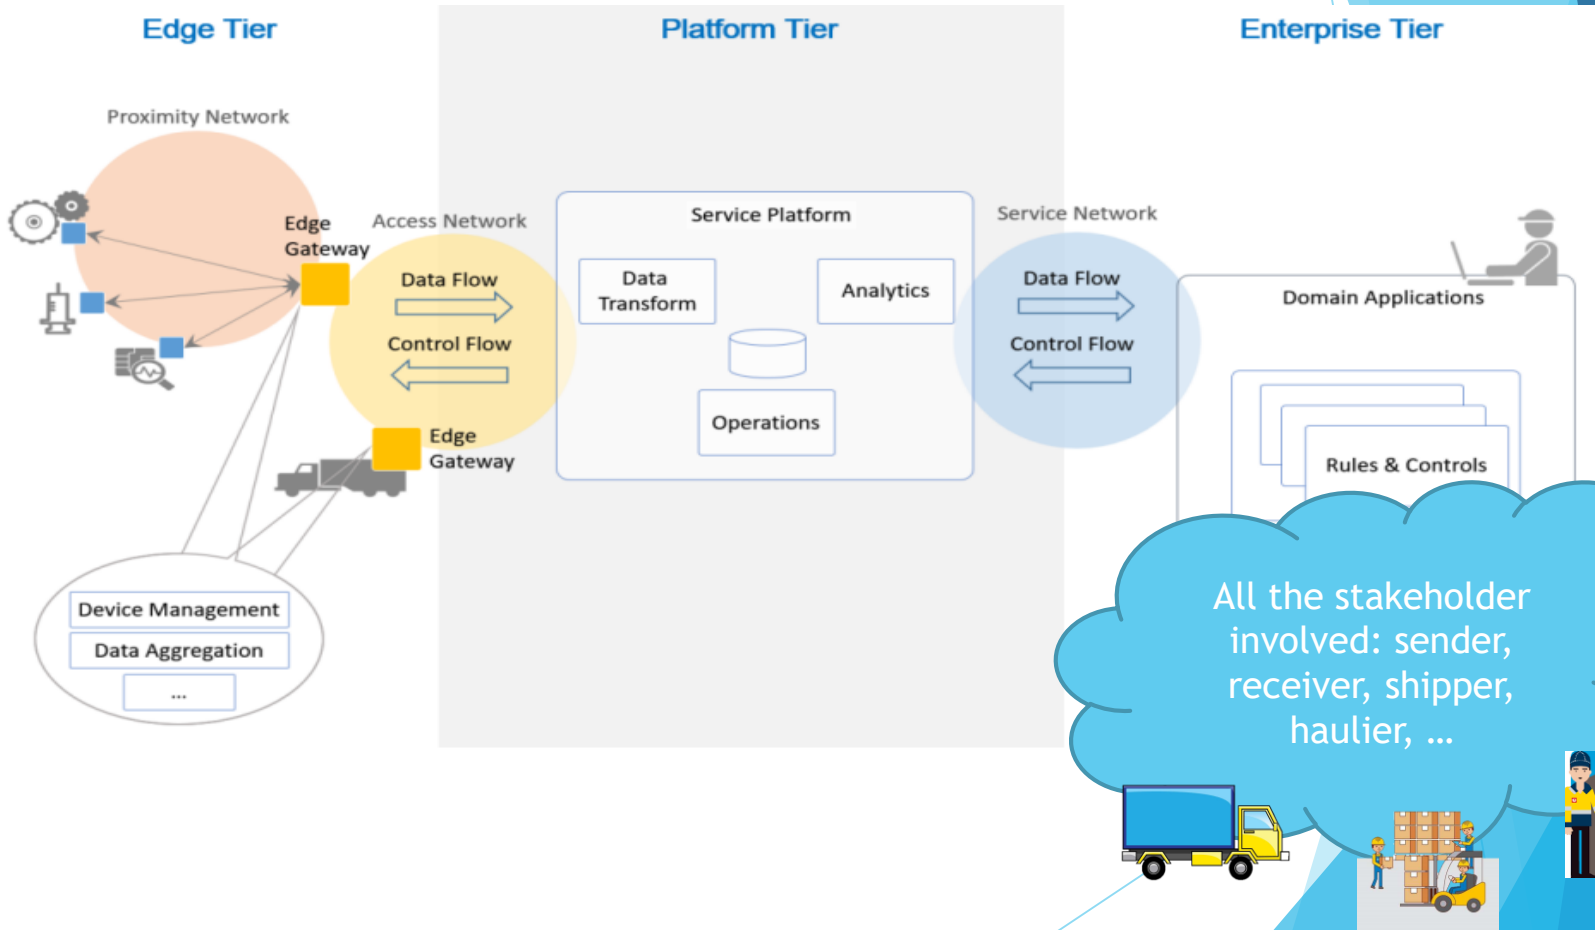 Edge Tier
Platform Tier
Enterprise Tier
Proximity Network
Edge
Gateway
Access Network
Data Flow
Control Flow
Edge
Gateway
Service Platform
Data
Transform
Analytics
Operations
Service Network
Data Flow
Control Flow
Domain Applications
Rules & Controls
Device Management
Data Aggregation
...
All the stakeholder
involved: sender,
receiver, shipper,
haulier, …